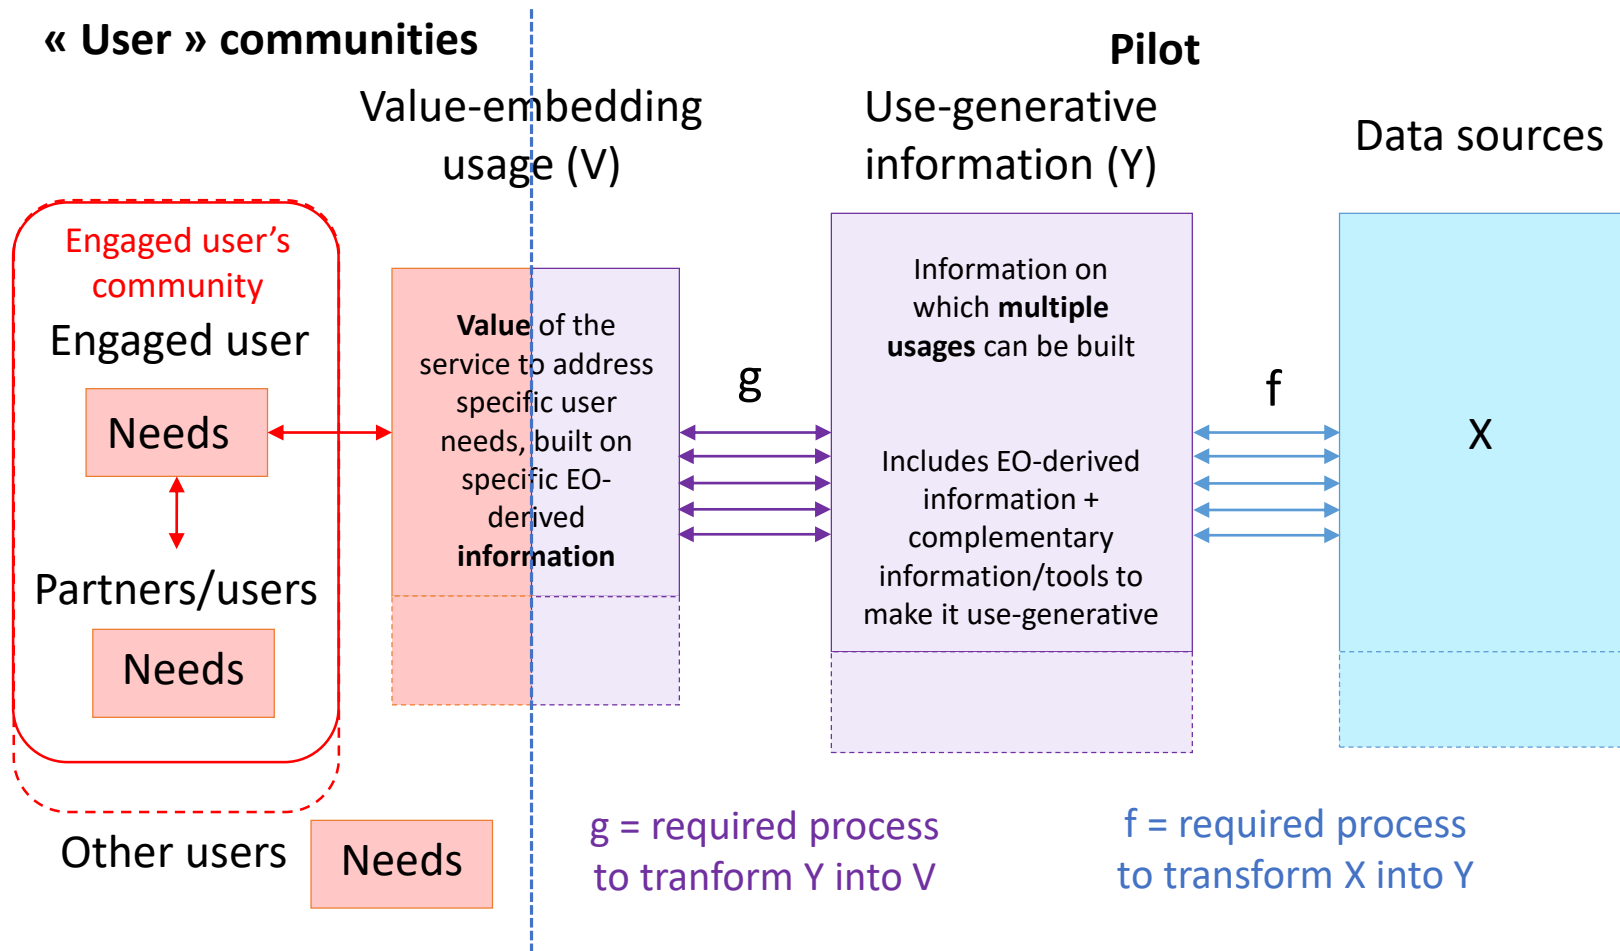 « User » communities
Pilot
Value-embedding
usage (V)
Use-generative
information (Y)
Data sources
Engaged user’s
community
Engaged user
Needs
Partners/users
Needs
Other users
Needs
Value of the
service to address
specific user
needs, built on
specific EO-
derived
information
g
Information on
which multiple
usages can be built
Includes EO-derived
information +
complementary
information/tools to
make it use-generative
f
X
g = required process
to tranform Y into V
f = required process
to transform X into Y